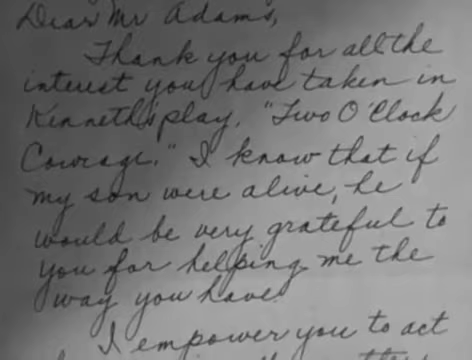 Dear Mr Adams,
Thank you for all the
interest you have taken in
Kenneth's play, "Two O'Clock
Courage." I know that if
my son were alive, he
would be very grateful to
you for helping me the
way you have.
I empower you to act